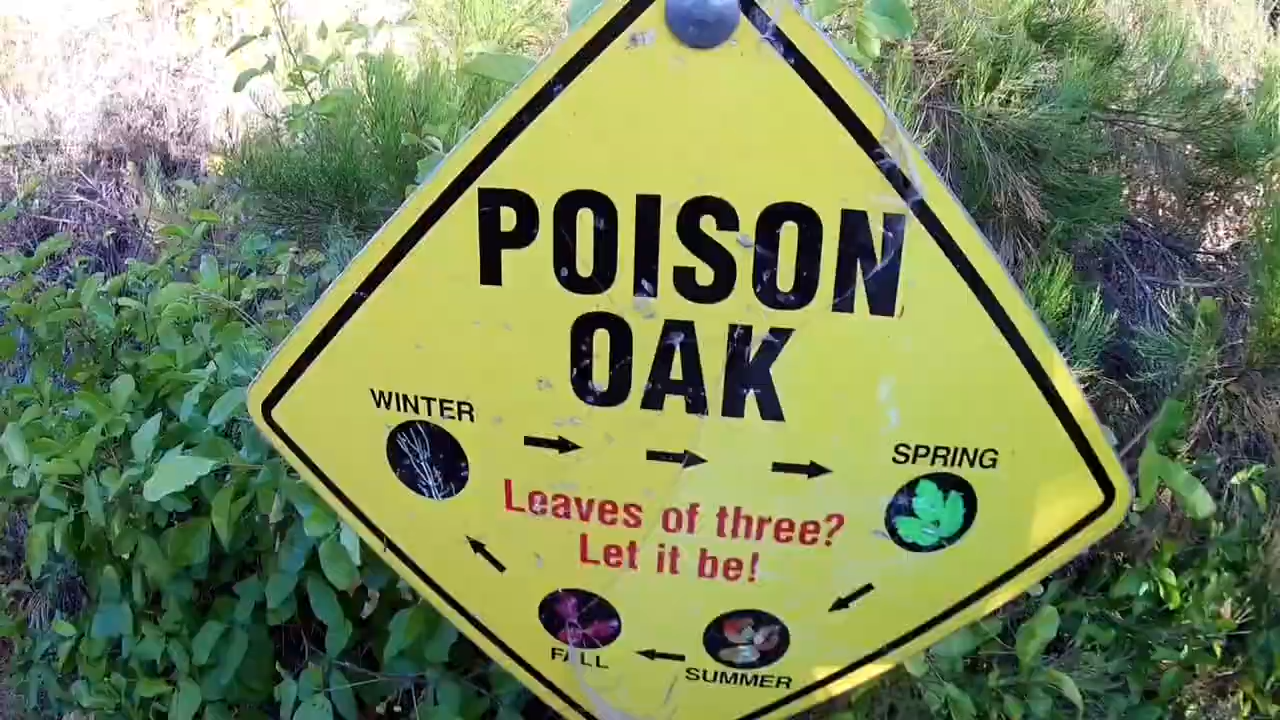 POISON
OAK
WINTER
SPRING
Leaves of three?
Let it be!
FALL
SUMMER